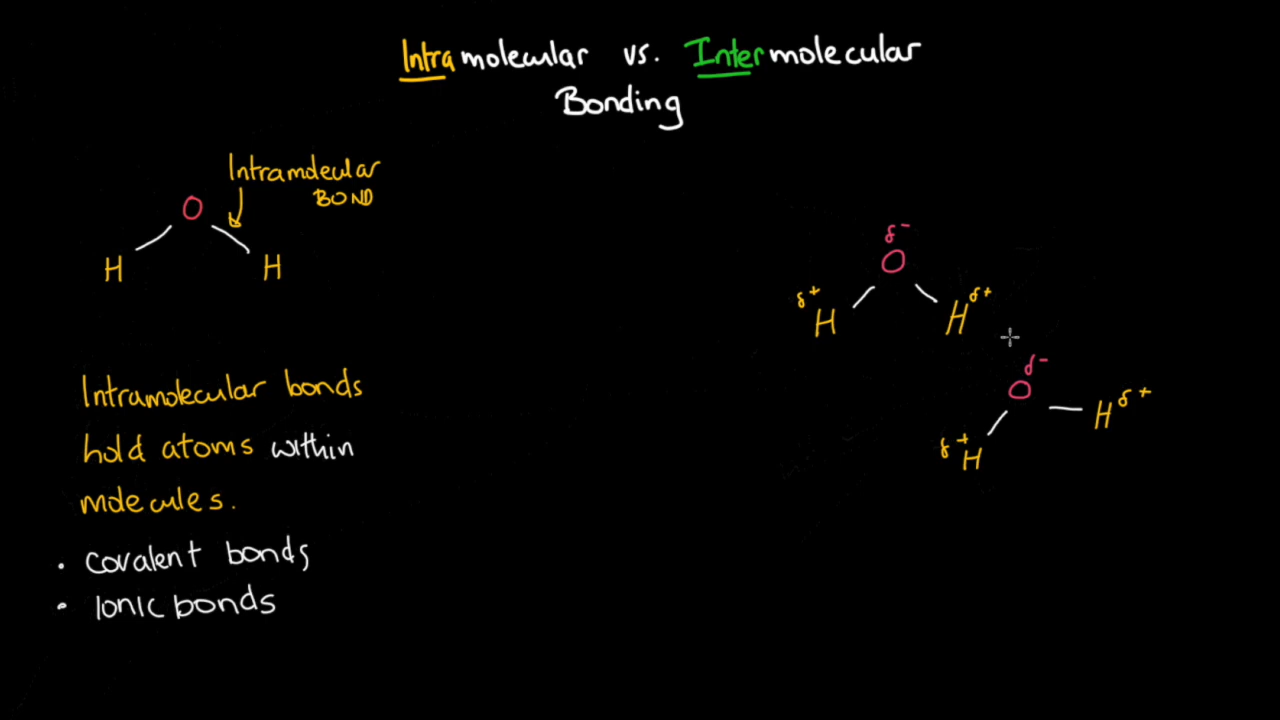 Intramolecular vs. Intermolecular
Bonding
Intramolecular
BOND
O
H H
Intramolecular bonds
hold atoms within
molecules.
• covalent bonds
• Ionic bonds
δ-
O
δ+ H H δ+
δ-
O
H δ+
δ+ H